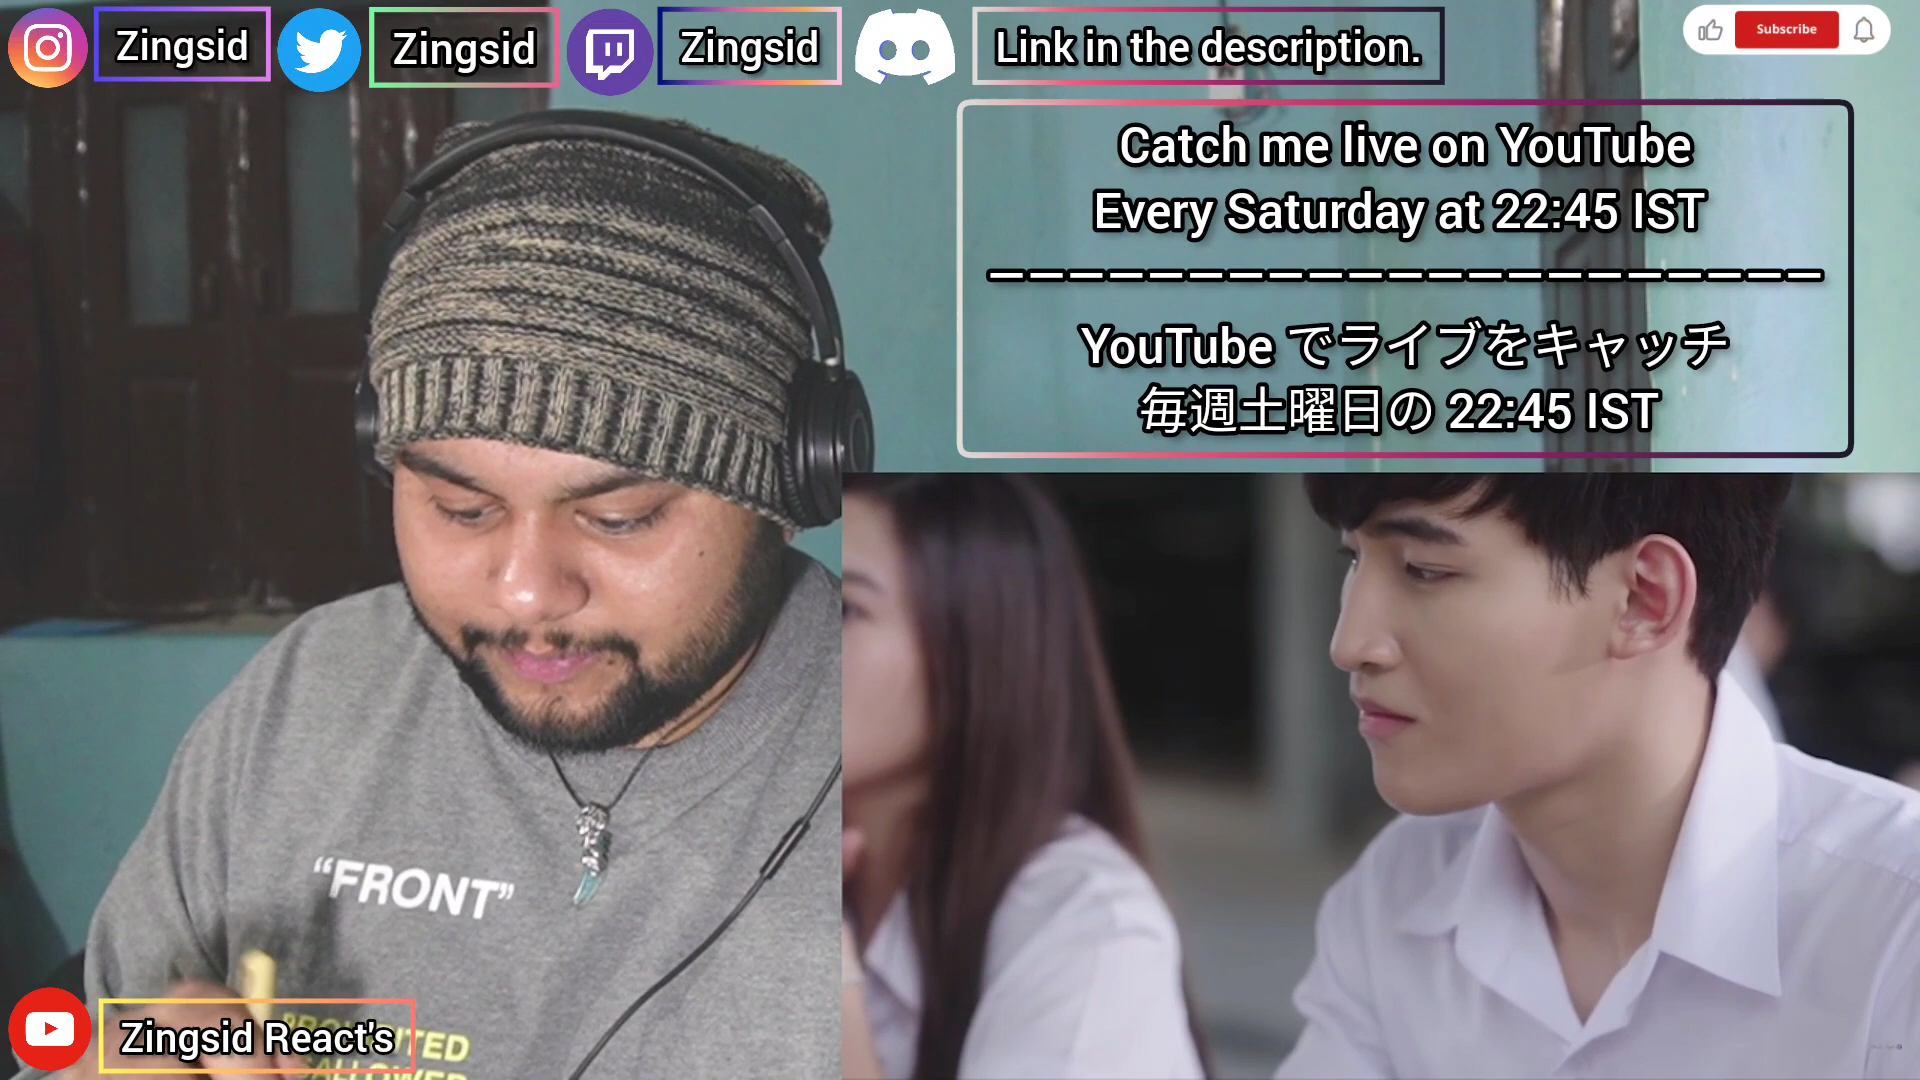 Zingsid
Zingsid
Zingsid
Link in the description.
Subscribe
Catch me live on YouTube
Every Saturday at 22:45 IST
YouTube でライブをキャッチ
毎週土曜日の 22:45 IST
“FRONT”
Zingsid React's